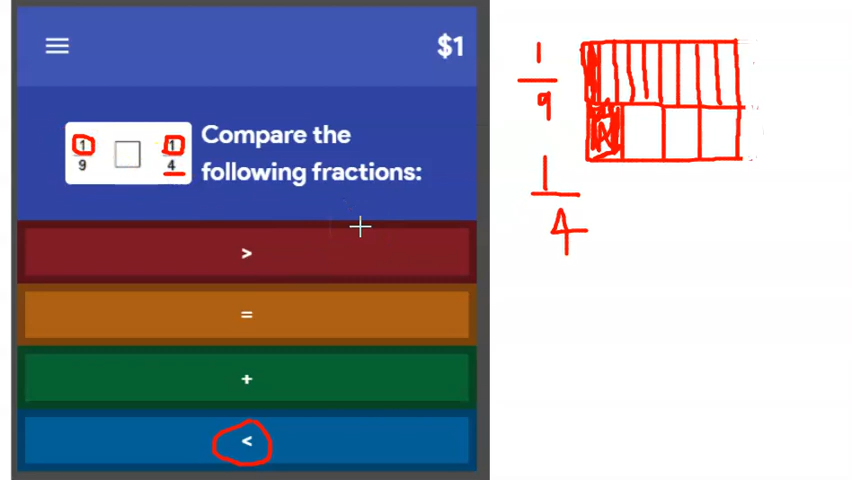 $1
1/9 □ 1/4
Compare the
following fractions:
>
=
+
<
1/9
1/4